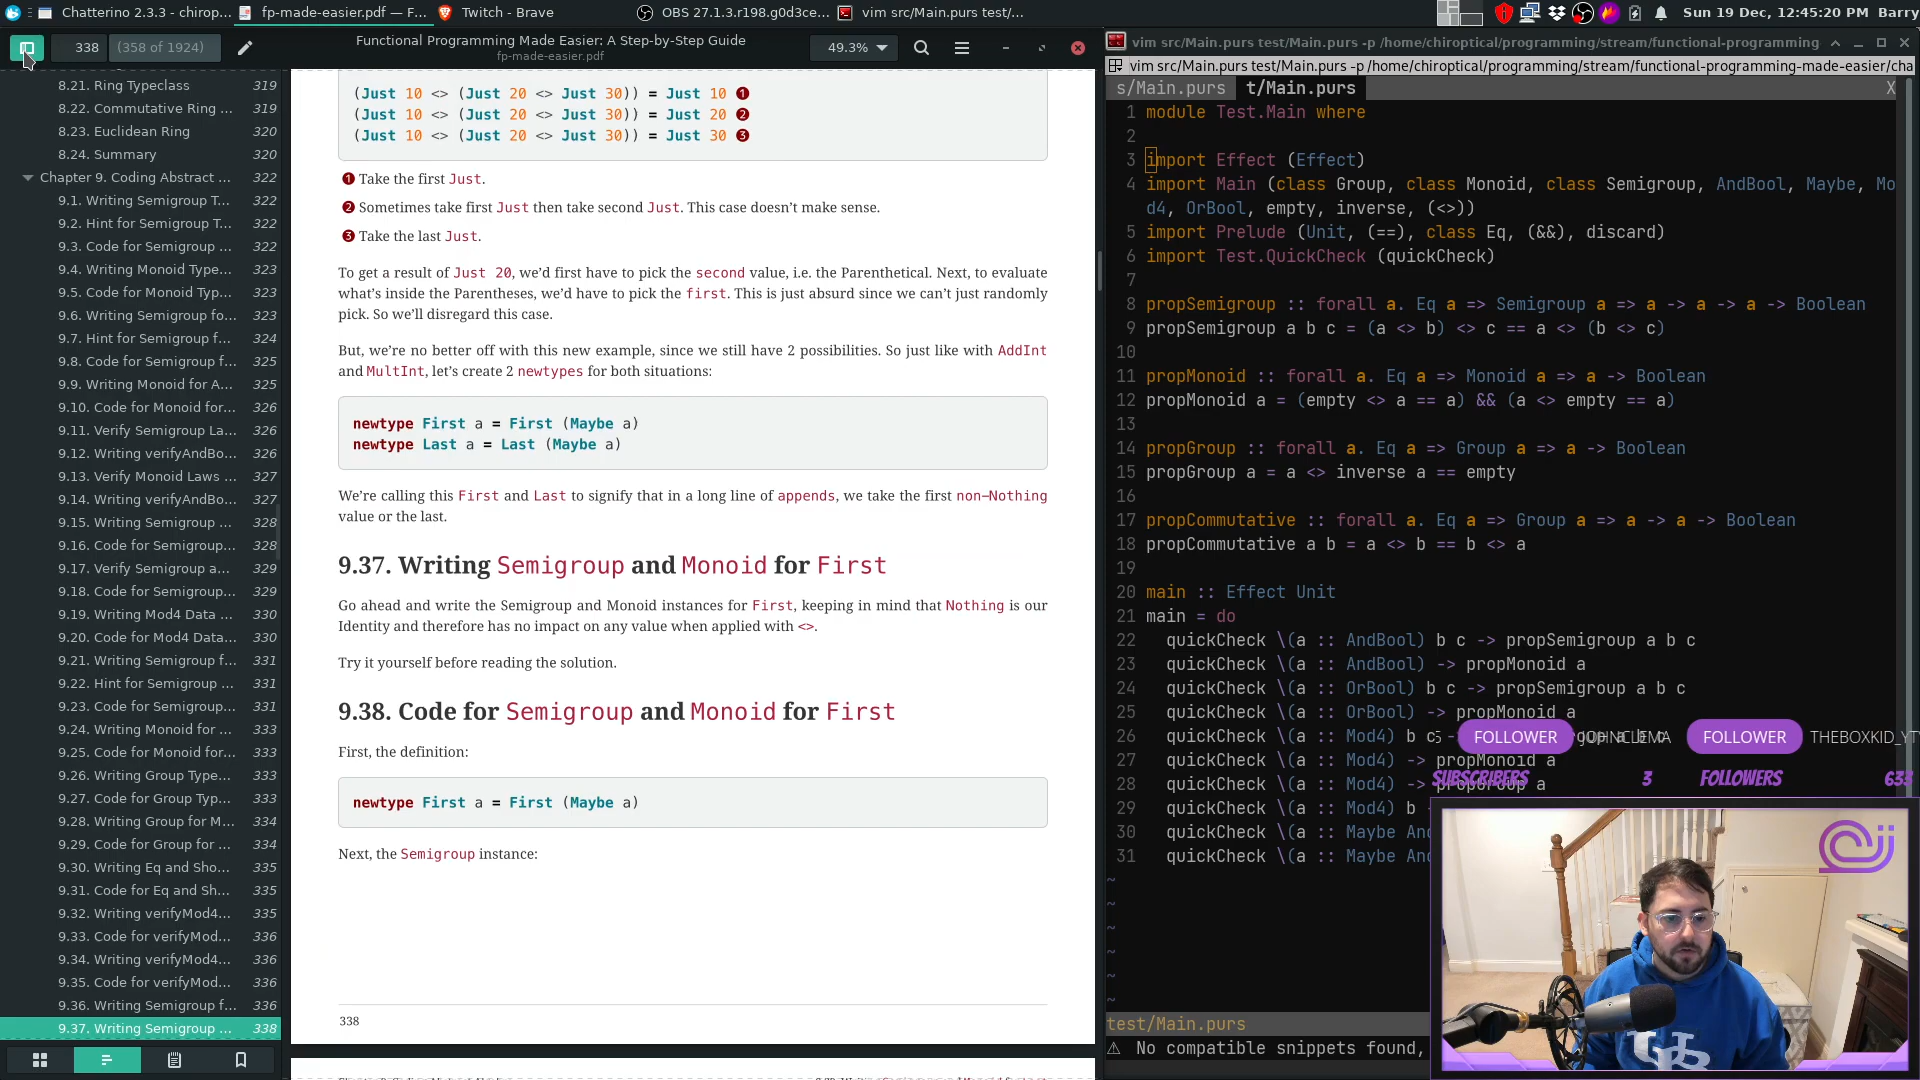 Chatterino 2.3.3 - chirop...
fp-made-easier.pdf — F...
Twitch - Brave
OBS 27.1.3.r198.g0d3ce...
vim src/Main.purs test/...
Sun 19 Dec, 12:45:20 PM Barry
338
(358 of 1924)
Functional Programming Made Easier: A Step-by-Step Guide
fp-made-easier.pdf
49.3%
8.21. Ring Typeclass 319
8.22. Commutative Ring ... 319
8.23. Euclidean Ring 320
8.24. Summary 320
Chapter 9. Coding Abstract ... 322
9.1. Writing Semigroup T... 322
9.2. Hint for Semigroup T... 322
9.3. Code for Semigroup ... 322
9.4. Writing Monoid Type... 323
9.5. Code for Monoid Typ... 323
9.6. Writing Semigroup fo... 323
9.7. Hint for Semigroup f... 324
9.8. Code for Semigroup f... 325
9.9. Writing Monoid for A... 325
9.10. Code for Monoid for... 326
9.11. Verify Semigroup La... 326
9.12. Writing verifyAndBo... 326
9.13. Verify Monoid Laws ... 327
9.14. Writing verifyAndBo... 327
9.15. Writing Semigroup ... 328
9.16. Code for Semigroup... 328
9.17. Verify Semigroup a... 329
9.18. Code for Semigroup... 329
9.19. Writing Mod4 Data ... 330
9.20. Code for Mod4 Data... 330
9.21. Writing Semigroup f... 331
9.22. Hint for Semigroup ... 331
9.23. Code for Semigroup... 331
9.24. Writing Monoid for ... 333
9.25. Code for Monoid for... 333
9.26. Writing Group Type... 333
9.27. Code for Group Typ... 333
9.28. Writing Group for M... 334
9.29. Code for Group for ... 334
9.30. Writing Eq and Sho... 335
9.31. Code for Eq and Sh... 335
9.32. Writing verifyMod4... 335
9.33. Code for verifyMod... 336
9.34. Writing verifyMod4... 336
9.35. Code for verifyMod... 336
9.36. Writing Semigroup f... 336
9.37. Writing Semigroup ... 338
(Just 10 <> (Just 20 <> Just 30)) = Just 10 1
(Just 10 <> (Just 20 <> Just 30)) = Just 20 2
(Just 10 <> (Just 20 <> Just 30)) = Just 30 3
1 Take the first Just.
2 Sometimes take first Just then take second Just. This case doesn’t make sense.
3 Take the last Just.
To get a result of Just 20, we’d first have to pick the second value, i.e. the Parenthetical. Next, to evaluate
what’s inside the Parentheses, we’d have to pick the first. This is just absurd since we can’t just randomly
pick. So we’ll disregard this case.
But, we’re no better off with this new example, since we still have 2 possibilities. So just like with AddInt
and MultInt, let’s create 2 newtypes for both situations:
newtype First a = First (Maybe a)
newtype Last a = Last (Maybe a)
We’re calling this First and Last to signify that in a long line of appends, we take the first non-Nothing
value or the last.
9.37. Writing Semigroup and Monoid for First
Go ahead and write the Semigroup and Monoid instances for First, keeping in mind that Nothing is our
Identity and therefore has no impact on any value when applied with <>.
Try it yourself before reading the solution.
9.38. Code for Semigroup and Monoid for First
First, the definition:
newtype First a = First (Maybe a)
Next, the Semigroup instance:
338
vim src/Main.purs test/Main.purs -p /home/chiroptical/programming/stream/functional-programming
vim src/Main.purs test/Main.purs -p /home/chiroptical/programming/stream/functional-programming-made-easier/cha
s/Main.purs t/Main.purs X
1 module Test.Main where
2
3 import Effect (Effect)
4 import Main (class Group, class Monoid, class Semigroup, AndBool, Maybe, Mo
d4, OrBool, empty, inverse, (<>))
5 import Prelude (Unit, (==), class Eq, (&&), discard)
6 import Test.QuickCheck (quickCheck)
7
8 propSemigroup :: forall a. Eq a => Semigroup a => a -> a -> a -> Boolean
9 propSemigroup a b c = (a <> b) <> c == a <> (b <> c)
10
11 propMonoid :: forall a. Eq a => Monoid a => a -> Boolean
12 propMonoid a = (empty <> a == a) && (a <> empty == a)
13
14 propGroup :: forall a. Eq a => Group a => a -> Boolean
15 propGroup a = a <> inverse a == empty
16
17 propCommutative :: forall a. Eq a => Group a => a -> a -> Boolean
18 propCommutative a b = a <> b == b <> a
19
20 main :: Effect Unit
21 main = do
22 quickCheck \(a :: AndBool) b c -> propSemigroup a b c
23 quickCheck \(a :: AndBool) -> propMonoid a
24 quickCheck \(a :: OrBool) b c -> propSemigroup a b c
25 quickCheck \(a :: OrBool) -> propMonoid a
26 quickCheck \(a :: Mod4) b c
27 quickCheck \(a :: Mod4) -> propMonoid a
28 quickCheck \(a :: Mod4) -> propGroup a
29 quickCheck \(a :: Mod4) b
30 quickCheck \(a :: Maybe And
31 quickCheck \(a :: Maybe And
FOLLOWER
FOLLOWER THEBOXKID_YT
SUBSCRIBERS 3 FOLLOWERS 633
~
~
~
~
~
~
test/Main.purs
⚠ No compatible snippets found,